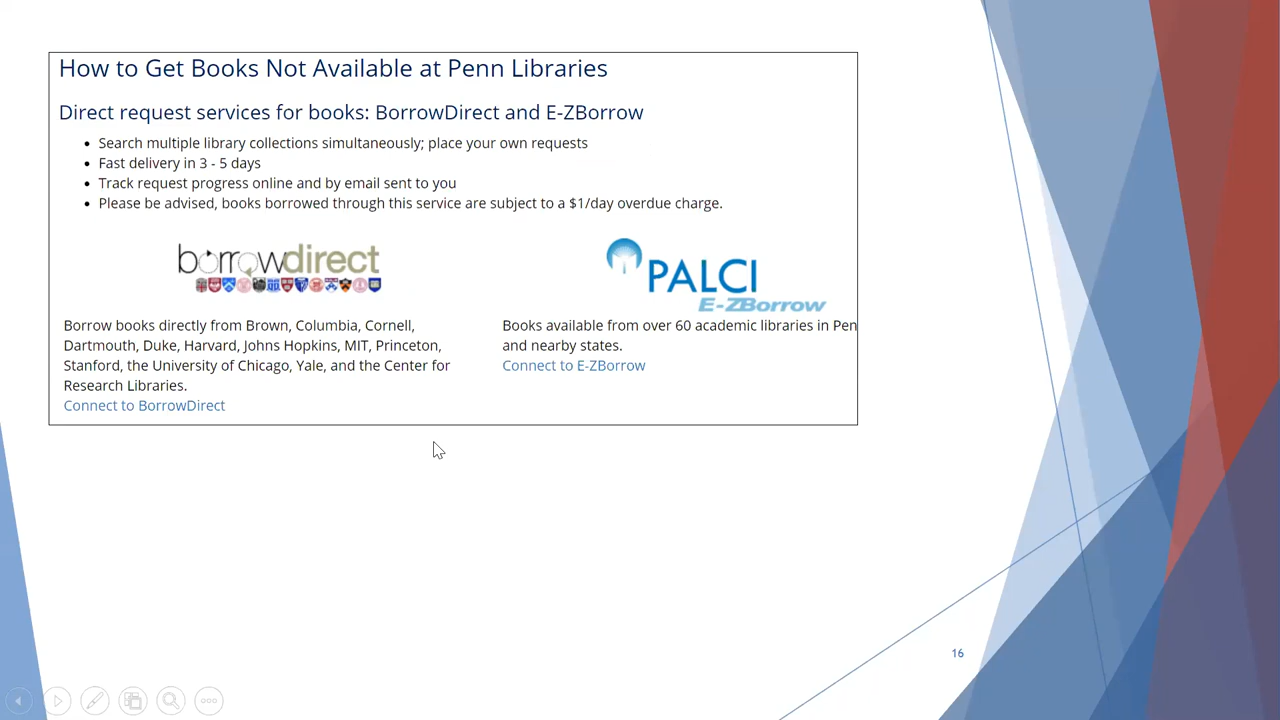 How to Get Books Not Available at Penn Libraries
Direct request services for books: BorrowDirect and E-ZBorrow
• Search multiple library collections simultaneously; place your own requests
• Fast delivery in 3 - 5 days
• Track request progress online and by email sent to you
• Please be advised, books borrowed through this service are subject to a $1/day overdue charge.
borrowdirect
Borrow books directly from Brown, Columbia, Cornell,
Dartmouth, Duke, Harvard, Johns Hopkins, MIT, Princeton,
Stanford, the University of Chicago, Yale, and the Center for
Research Libraries.
Connect to BorrowDirect
PALCI
E-ZBorrow
Books available from over 60 academic libraries in Pen
and nearby states.
Connect to E-ZBorrow
16